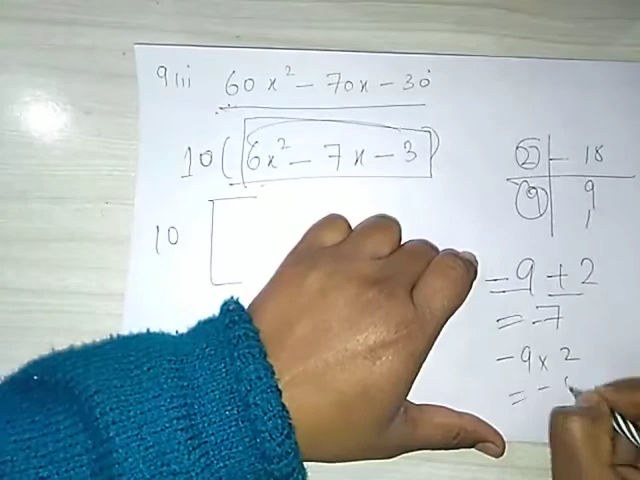 9iii 60x² - 70x - 30
10(6x² - 7x - 3)
10 [
2 | - 18
9 | 9
1
- 9 + 2
= -7
-9 x 2
= -